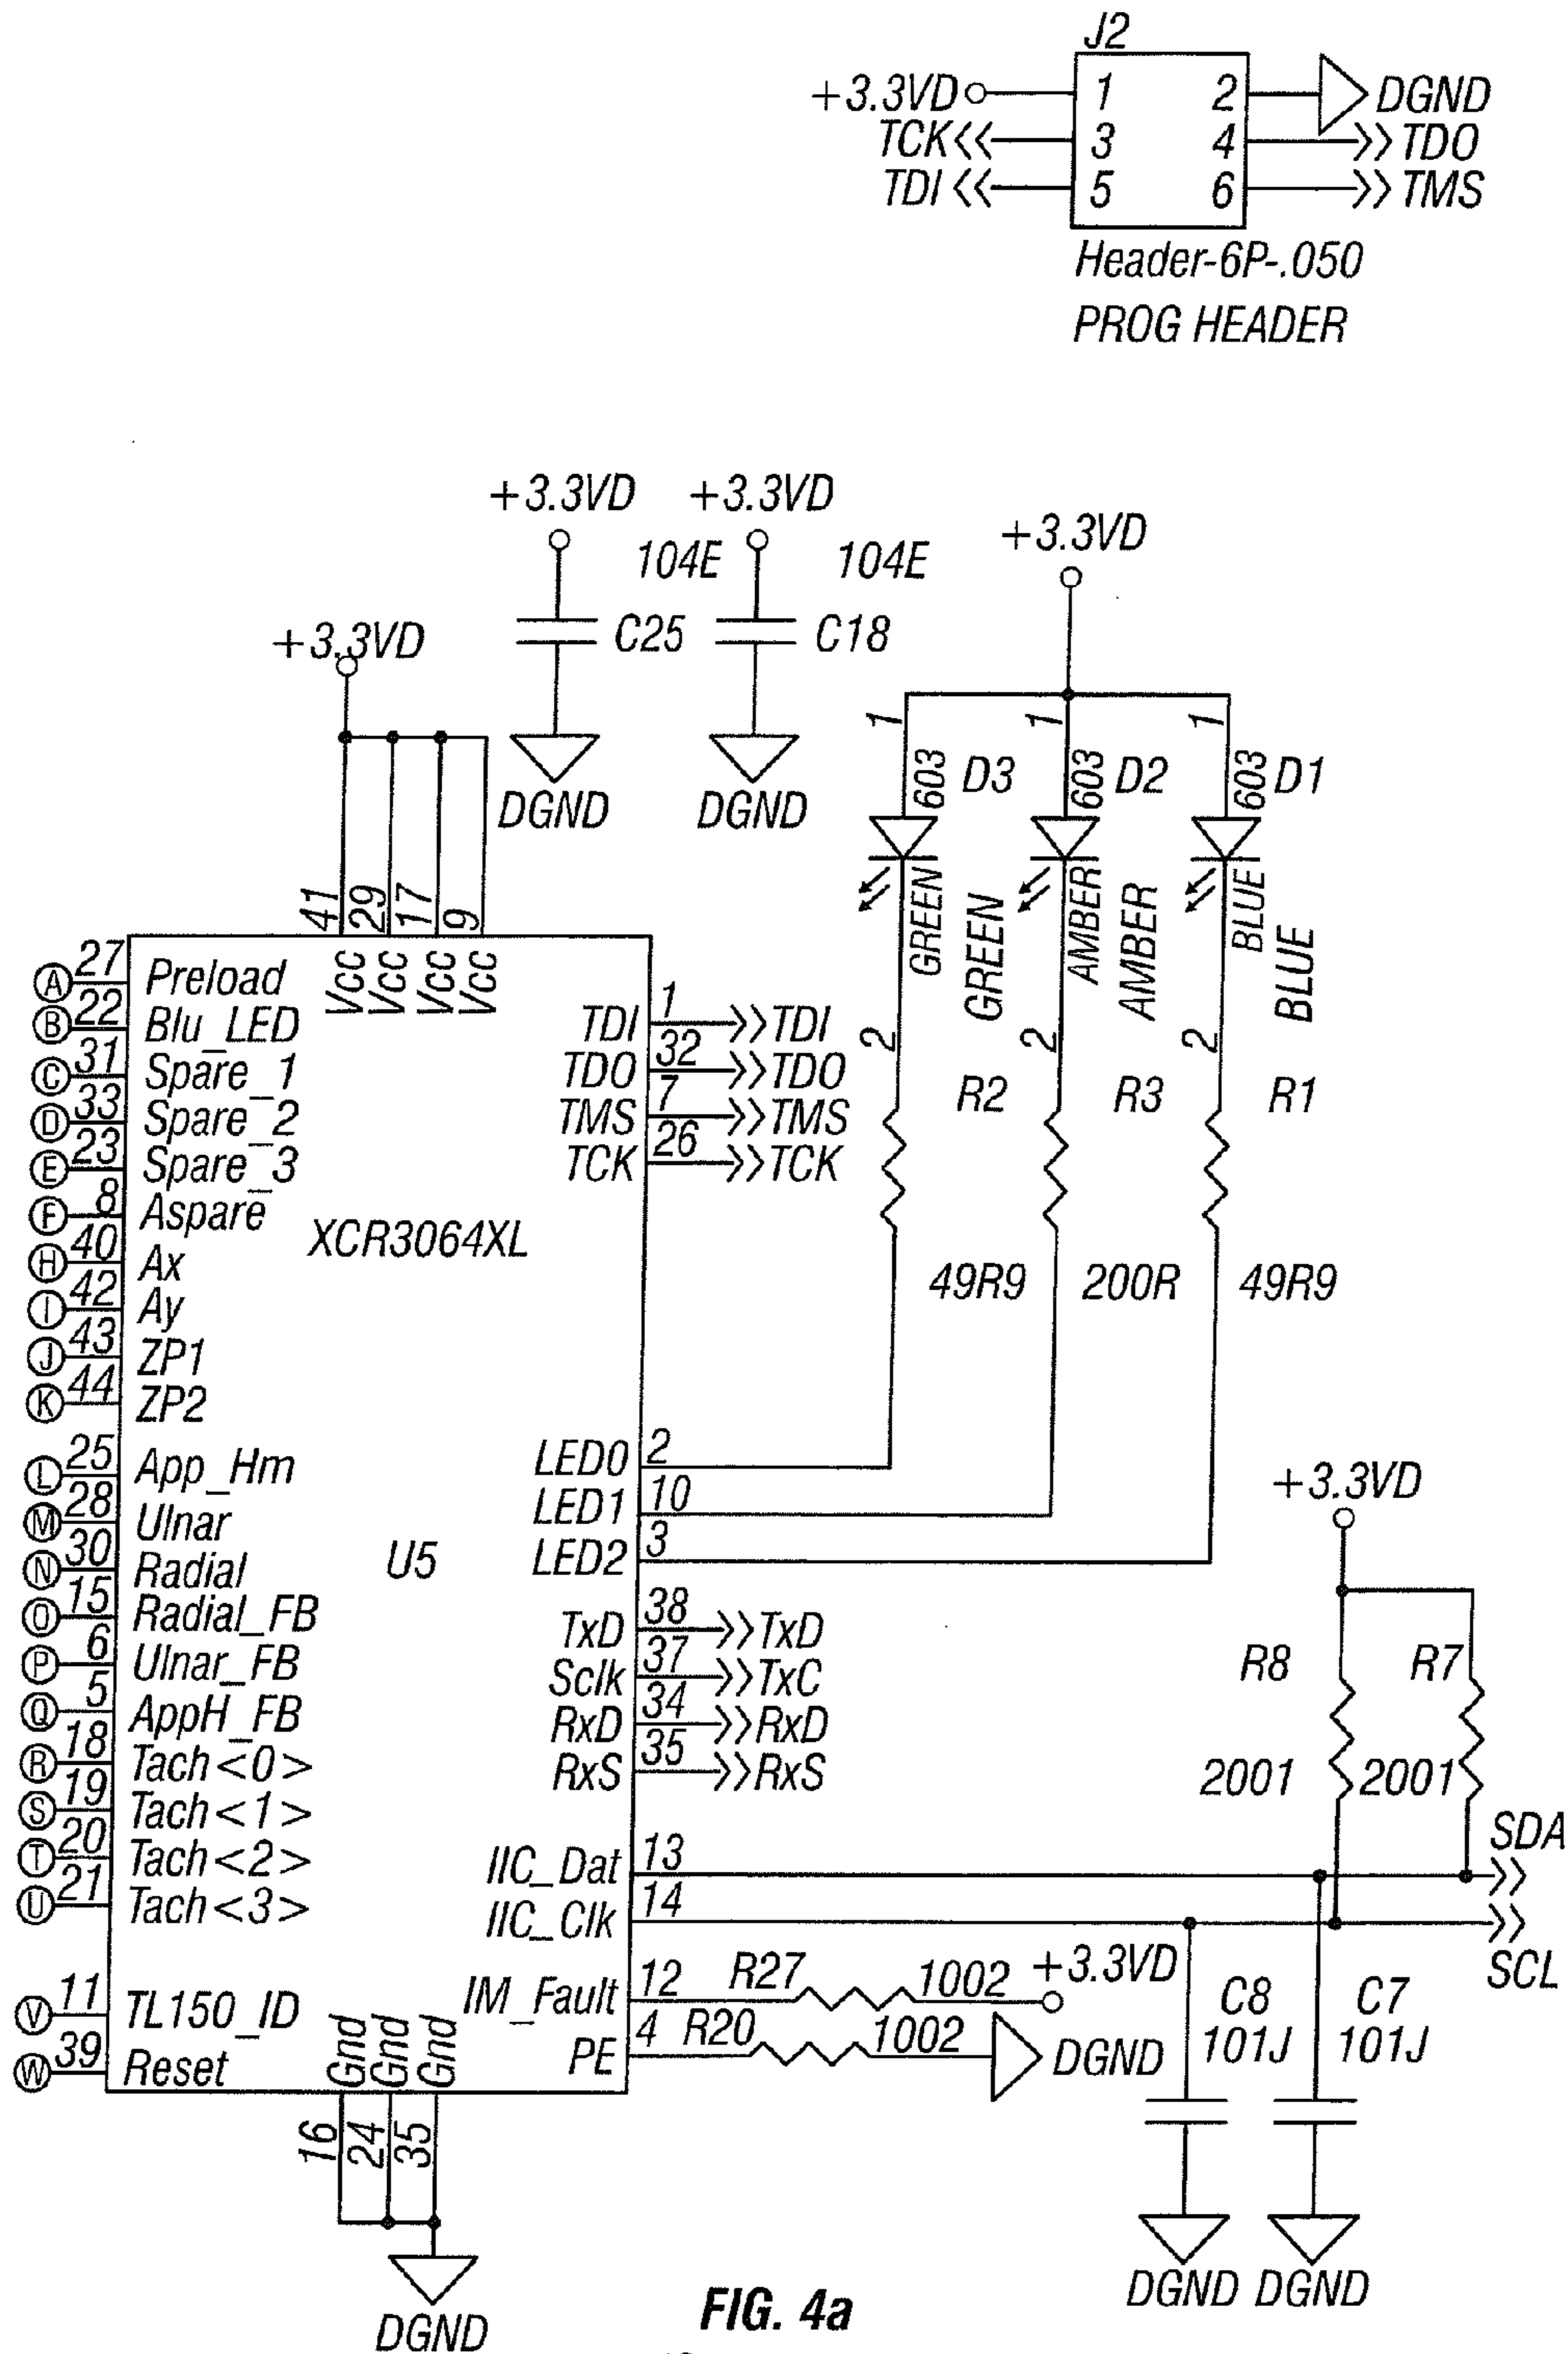 J2
+3.3VD 1 2 DGND
TCK 3 4 TDO
TDI 5 6 TMS
Header-6P-.050
PROG HEADER
+3.3VD +3.3VD
+3.3VD
104E 104E
C25 C18
+3.3VD
DGND DGND
1 1 1
603 D3 603 D2 603 D1
GREEN GREEN AMBER AMBER BLUE BLUE
2 2 2
R2 R3 R1
49R9 200R 49R9
41 29 17 9
Vcc Vcc Vcc Vcc
A 27 Preload
B 22 Blu_LED
C 31 Spare_1
D 33 Spare_2
E 23 Spare_3
F 8 Aspare
H 40 Ax
I 42 Ay
J 43 ZP1
K 44 ZP2
L 25 App_Hm
M 28 Ulnar
N 30 Radial
O 15 Radial_FB
P 6 Ulnar_FB
Q 5 AppH_FB
R 18 Tach<0>
S 19 Tach<1>
T 20 Tach<2>
U 21 Tach<3>
V 11 TL150_ID
W 39 Reset
XCR3064XL
U5
TDI 1 TDI
TDO 32 TDO
TMS 7 TMS
TCK 26 TCK
LED0 2
LED1 10
LED2 3
TxD 38 TxD
Sclk 37 TxC
RxD 34 RxD
RxS 35 RxS
IIC_Dat 13
IIC_Clk 14
IM_Fault 12 R27 1002 +3.3VD
PE 4 R20 1002 DGND
+3.3VD
R8 R7
2001 2001
SDA
SCL
C8 C7
101J 101J
DGND DGND
Gnd Gnd Gnd
16 24 35
DGND
FIG. 4a